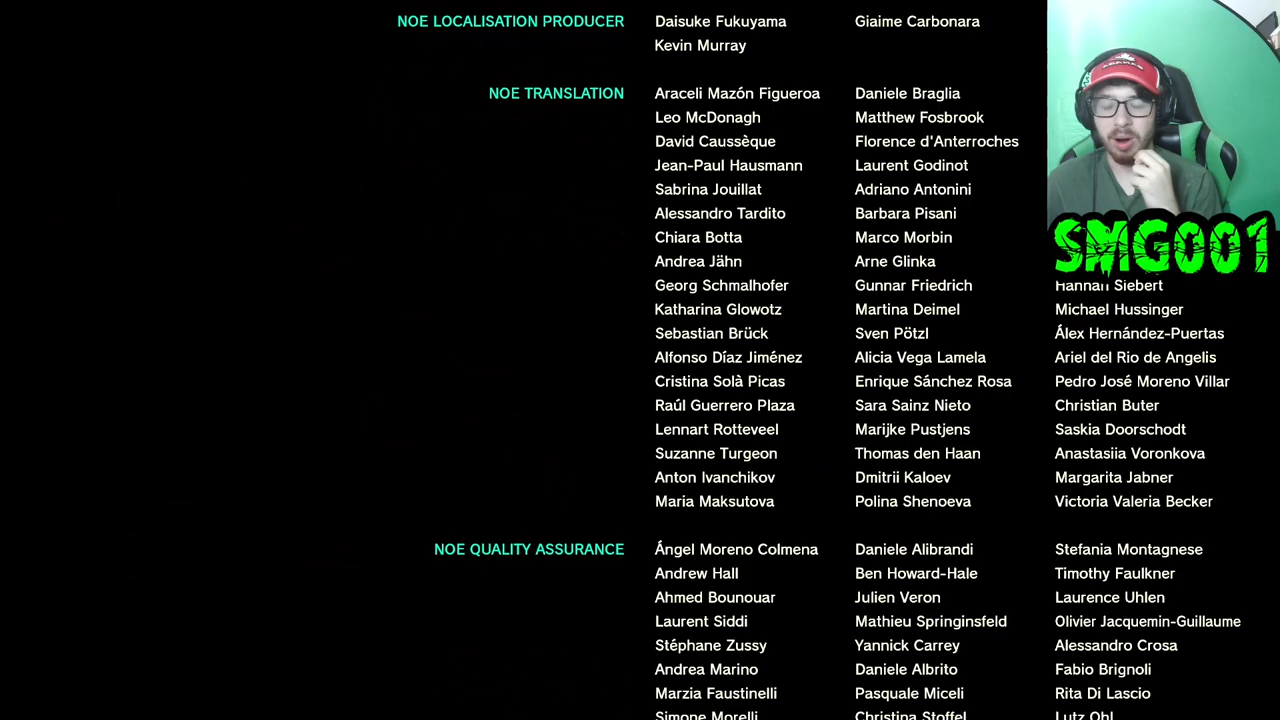 NOE LOCALISATION PRODUCER Daisuke Fukuyama Giaime Carbonara
Kevin Murray
NOE TRANSLATION Araceli Mazón Figueroa Daniele Braglia
Leo McDonagh Matthew Fosbrook
David Caussèque Florence d'Anterroches
Jean-Paul Hausmann Laurent Godinot
Sabrina Jouillat Adriano Antonini
Alessandro Tardito Barbara Pisani
Chiara Botta Marco Morbin
SMG001
Andrea Jähn Arne Glinka
Georg Schmalhofer Gunnar Friedrich Hannah Siebert
Katharina Glowotz Martina Deimel Michael Hussinger
Sebastian Brück Sven Pötzl Álex Hernández-Puertas
Alfonso Díaz Jiménez Alicia Vega Lamela Ariel del Rio de Angelis
Cristina Solà Picas Enrique Sánchez Rosa Pedro José Moreno Villar
Raúl Guerrero Plaza Sara Sainz Nieto Christian Buter
Lennart Rotteveel Marijke Pustjens Saskia Doorschodt
Suzanne Turgeon Thomas den Haan Anastasiia Voronkova
Anton Ivanchikov Dmitrii Kaloev Margarita Jabner
Maria Maksutova Polina Shenoeva Victoria Valeria Becker
NOE QUALITY ASSURANCE Ángel Moreno Colmena Daniele Alibrandi Stefania Montagnese
Andrew Hall Ben Howard-Hale Timothy Faulkner
Ahmed Bounouar Julien Veron Laurence Uhlen
Laurent Siddi Mathieu Springinsfeld Olivier Jacquemin-Guillaume
Stéphane Zussy Yannick Carrey Alessandro Crosa
Andrea Marino Daniele Albrito Fabio Brignoli
Marzia Faustinelli Pasquale Miceli Rita Di Lascio
Simone Morelli Christina Stoffel Lutz Ohl